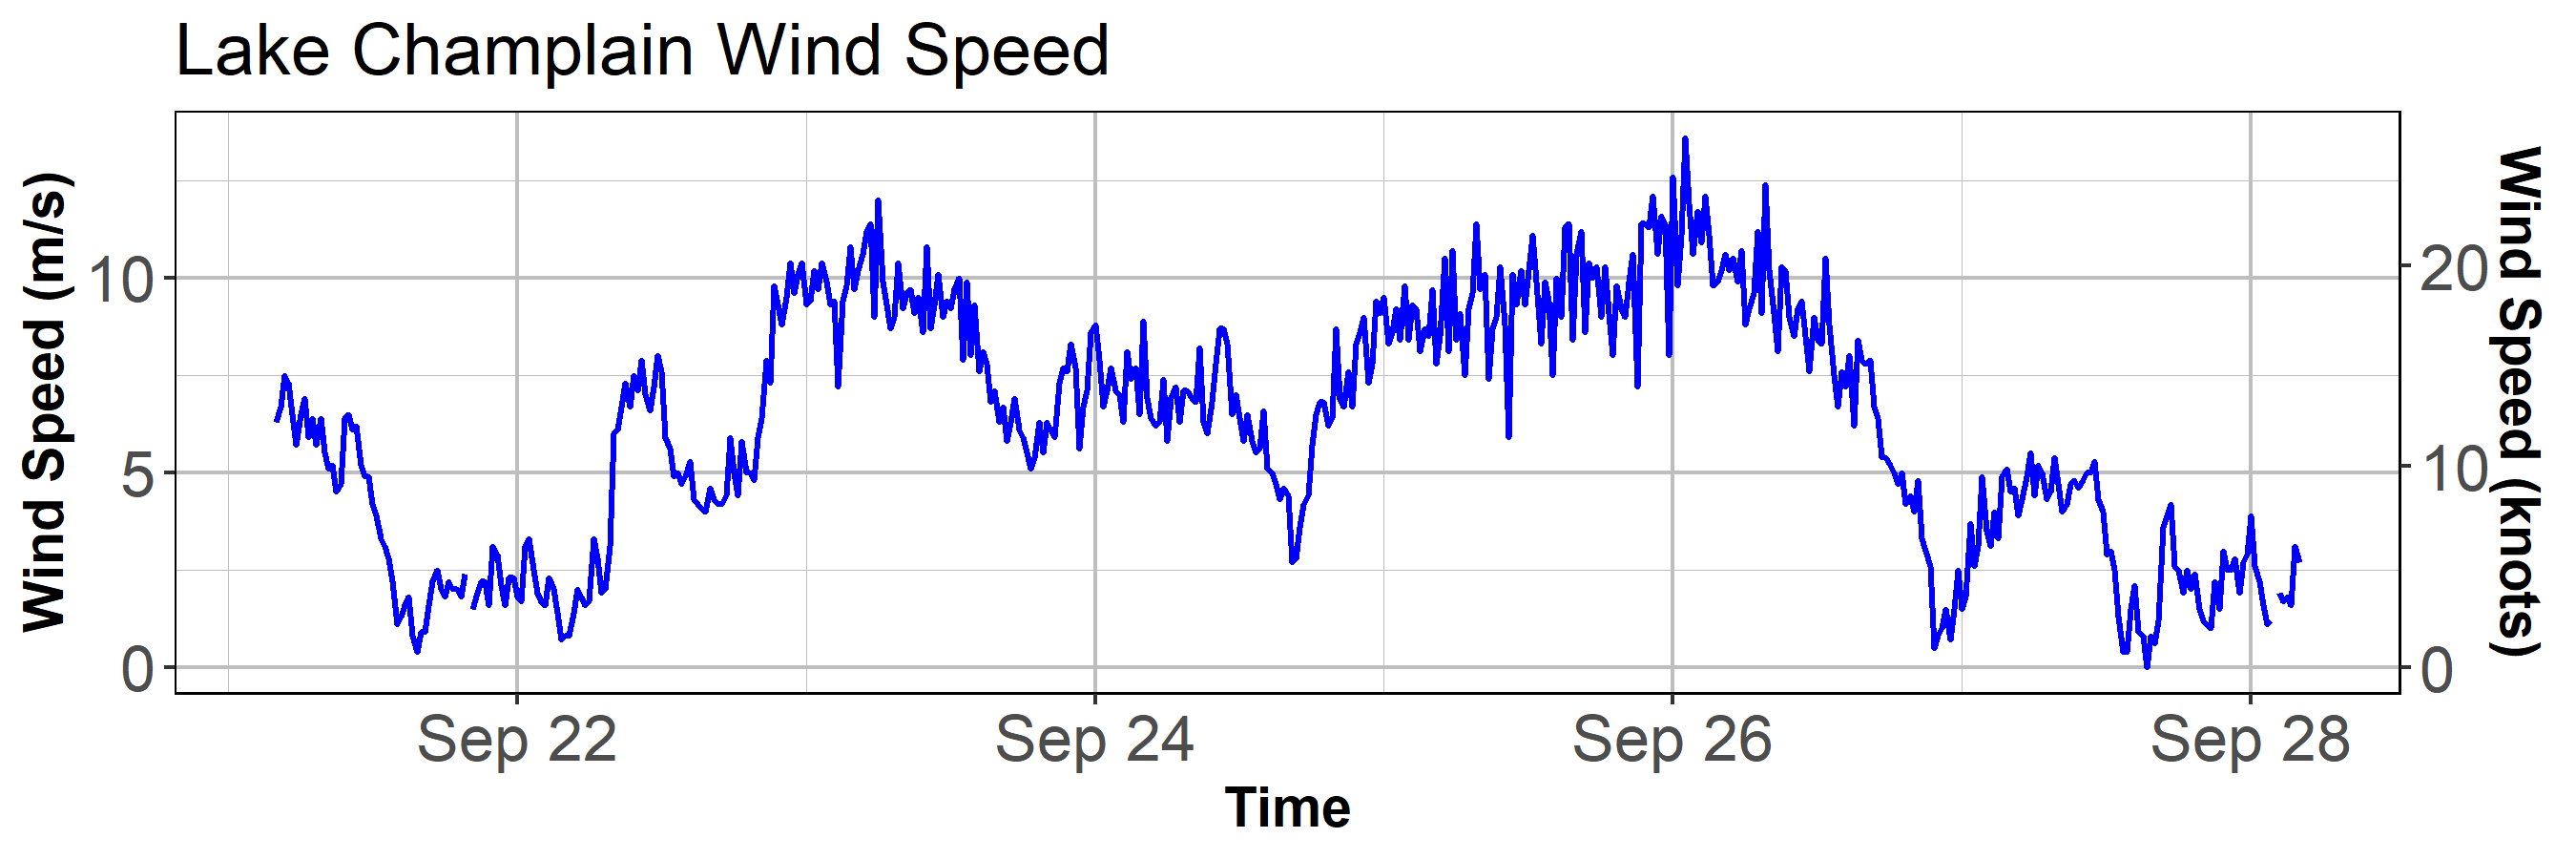 Lake Champlain Wind Speed
Wind Speed (m/s)
10
5
0
20
10
0
Wind Speed (knots)
Sep 22
Sep 24
Sep 26
Sep 28
Time